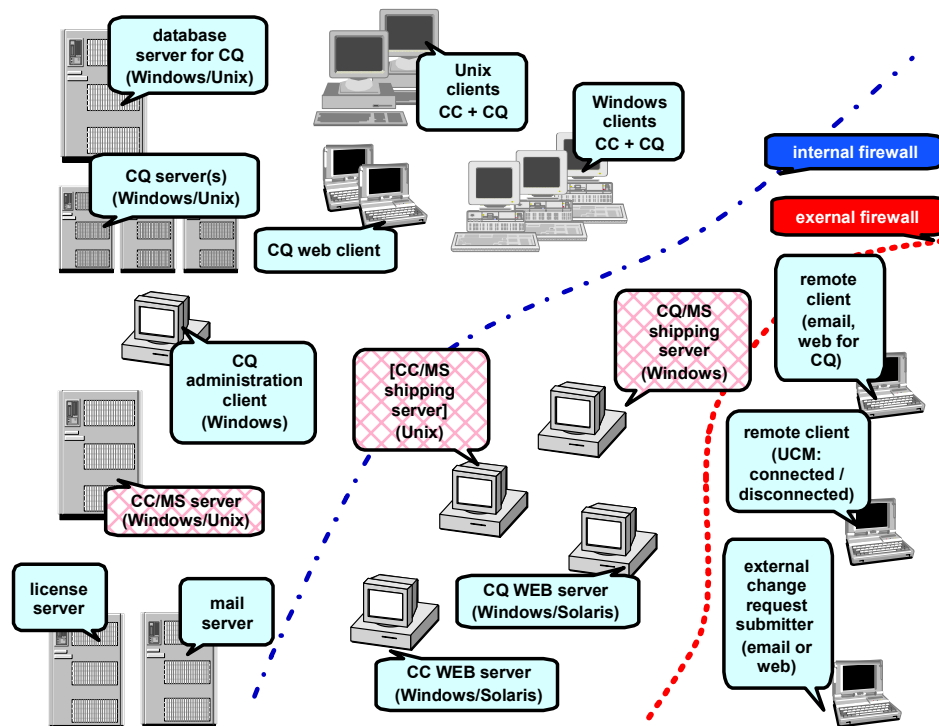 database
server for CQ
(Windows/Unix)
Unix
clients
CC + CQ
Windows
clients
CC + CQ
internal firewall
CQ server(s)
(Windows/Unix)
CQ web client
exernal firewall
remote
client
(email,
web for
CQ)
CQ/MS
shipping
server
(Windows)
CQ
administration
client
(Windows)
[CC/MS
shipping
server]
(Unix)
remote client
(UCM:
connected /
disconnected)
CC/MS server
(Windows/Unix)
license
server
mail
server
CQ WEB server
(Windows/Solaris)
external
change
request
submitter
(email or
web)
CC WEB server
(Windows/Solaris)